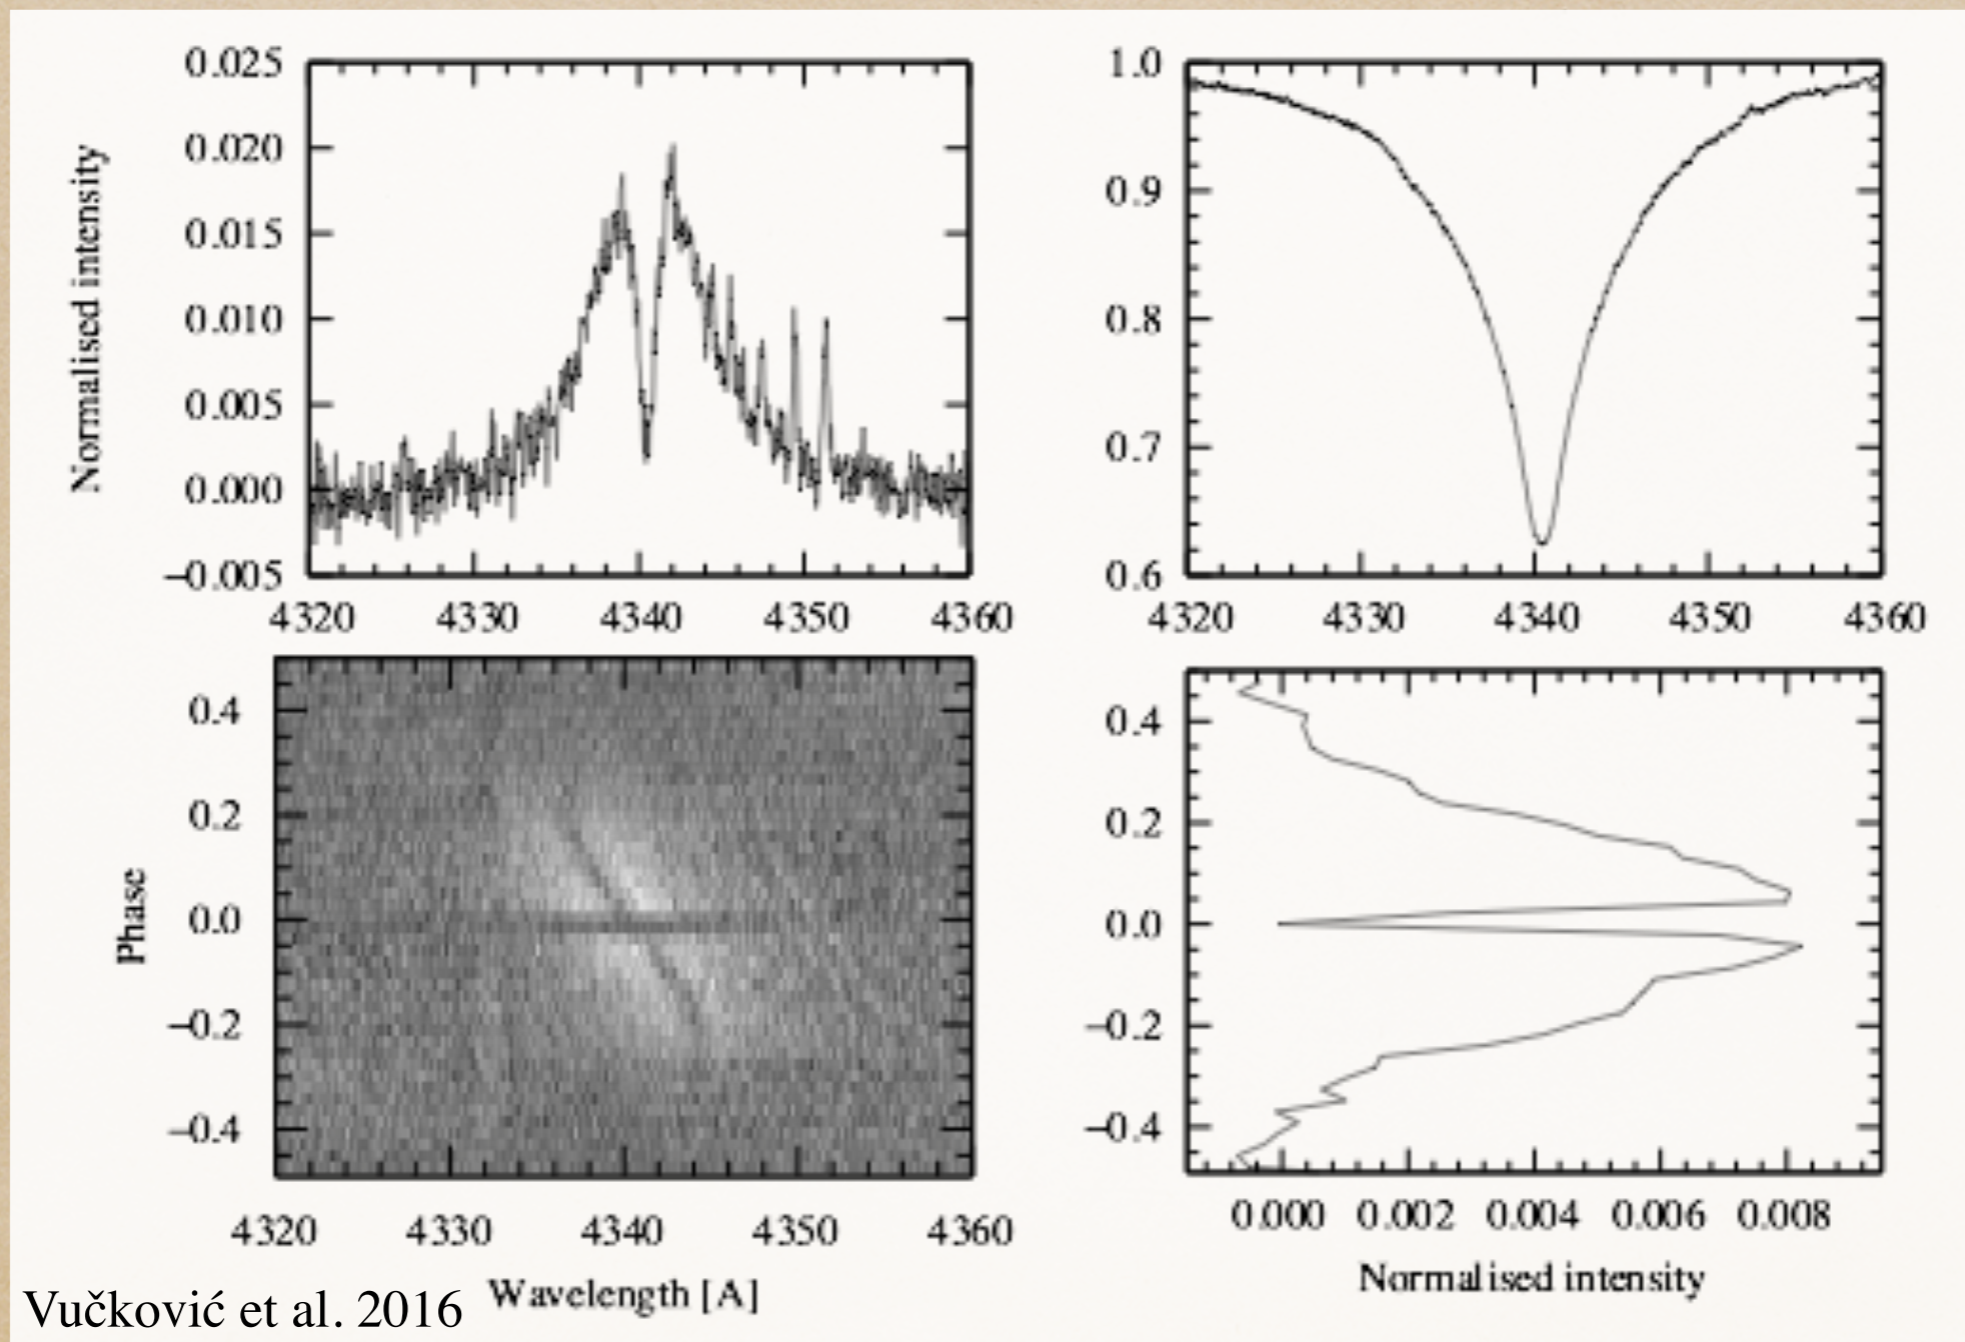 0.025
0.020
0.015
0.010
0.005
0.000
−0.005
Normalised intensity
4320 4330 4340 4350 4360
1.0
0.9
0.8
0.7
0.6
4320 4330 4340 4350 4360
0.4
0.2
0.0
−0.2
−0.4
Phase
4320 4330 4340 4350 4360
Wavelength [A]
0.4
0.2
0.0
−0.2
−0.4
0.000 0.002 0.004 0.006 0.008
Normalised intensity
Vučković et al. 2016